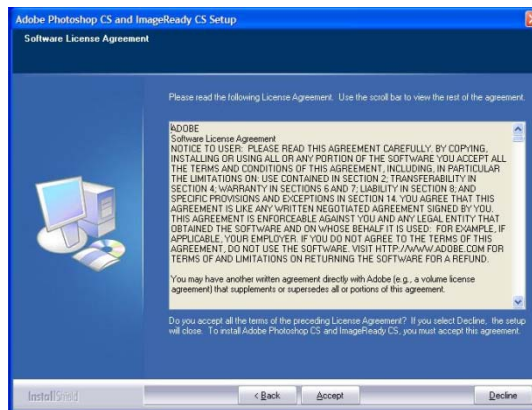 Adobe Photoshop CS and ImageReady CS Setup
Software License Agreement
Please read the following License Agreement. Use the scroll bar to view the rest of the agreement.
ADOBE
Software License Agreement
NOTICE TO USER: PLEASE READ THIS AGREEMENT CAREFULLY. BY COPYING,
INSTALLING OR USING ALL OR ANY PORTION OF THE SOFTWARE YOU ACCEPT ALL
THE TERMS AND CONDITIONS OF THIS AGREEMENT, INCLUDING, IN PARTICULAR
THE LIMITATIONS ON: USE CONTAINED IN SECTION 2; TRANSFERABILITY IN
SECTION 4; WARRANTY IN SECTIONS 6 AND 7; LIABILITY IN SECTION 8; AND
SPECIFIC PROVISIONS AND EXCEPTIONS IN SECTION 14. YOU AGREE THAT THIS
AGREEMENT IS LIKE ANY WRITTEN NEGOTIATED AGREEMENT SIGNED BY YOU.
THIS AGREEMENT IS ENFORCEABLE AGAINST YOU AND ANY LEGAL ENTITY THAT
OBTAINED THE SOFTWARE AND ON WHOSE BEHALF IT IS USED: FOR EXAMPLE, IF
APPLICABLE, YOUR EMPLOYER. IF YOU DO NOT AGREE TO THE TERMS OF THIS
AGREEMENT, DO NOT USE THE SOFTWARE. VISIT HTTP://WWW.ADOBE.COM FOR
TERMS OF AND LIMITATIONS ON RETURNING THE SOFTWARE FOR A REFUND.
You may have another written agreement directly with Adobe (e.g., a volume license
agreement) that supplements or supersedes all or portions of this agreement.
Do you accept all the terms of the preceding License Agreement? If you select Decline, the setup
will close. To install Adobe Photoshop CS and ImageReady CS, you must accept this agreement.
InstallShield
< Back
Accept
Decline